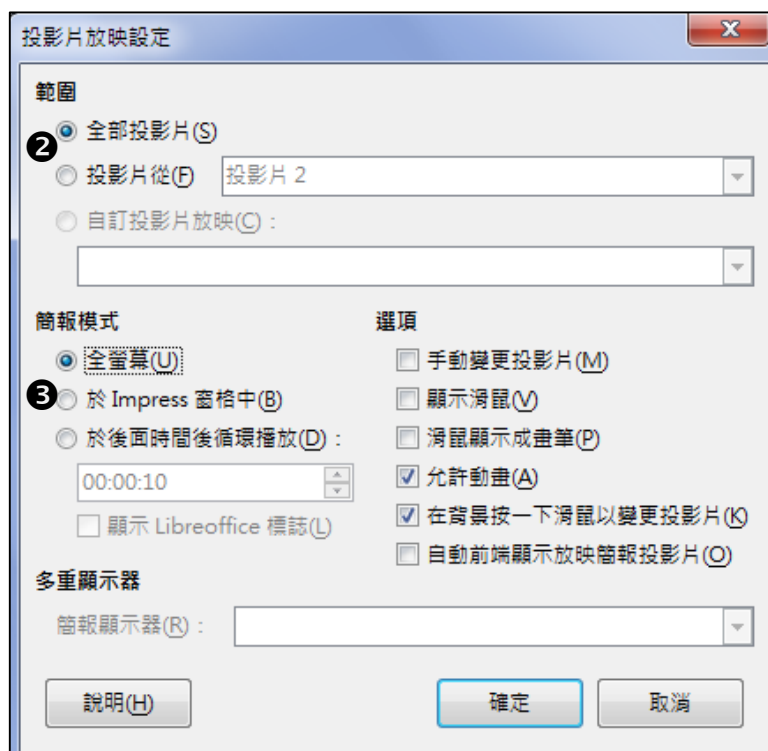 投影片放映設定
範圍
❷
全部投影片(S)
投影片從(F) 投影片 2
自訂投影片放映(C)：
簡報模式
全螢幕(U)
❸
於 Impress 窗格中(B)
於後面時間後循環播放(D)：
00:00:10
顯示 Libreoffice 標誌(L)
選項
手動變更投影片(M)
顯示滑鼠(V)
滑鼠顯示成畫筆(P)
允許動畫(A)
在背景按一下滑鼠以變更投影片(K)
自動前端顯示放映簡報投影片(O)
多重顯示器
簡報顯示器(R)：
說明(H) 確定 取消